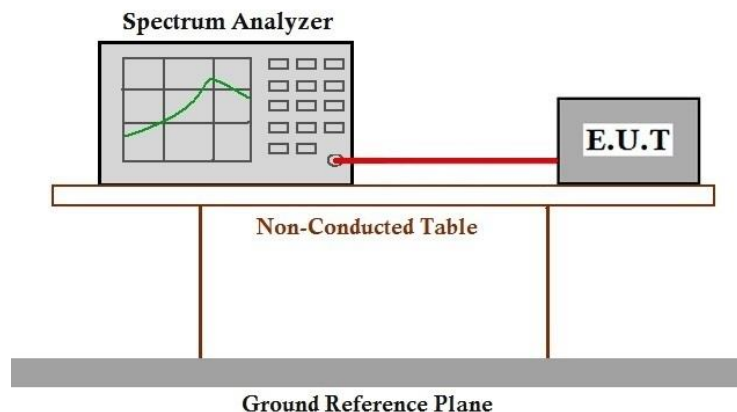 Spectrum Analyzer
E.U.T
Non-Conducted Table
Ground Reference Plane